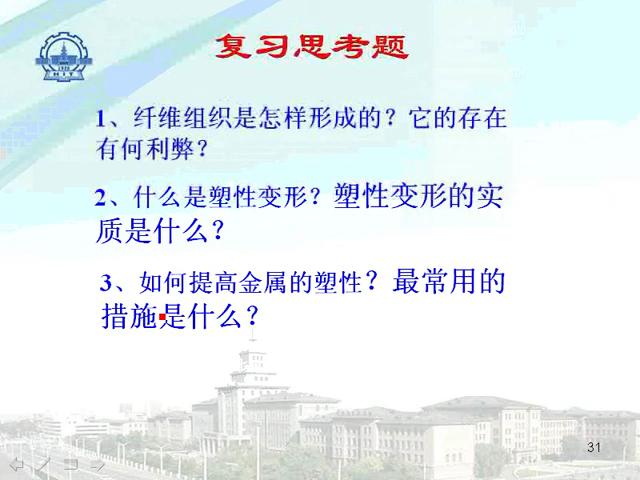 复习思考题
1、纤维组织是怎样形成的？它的存在
有何利弊？
2、什么是塑性变形？塑性变形的实
质是什么？
3、如何提高金属的塑性？最常用的
措施是什么？
HIT
31